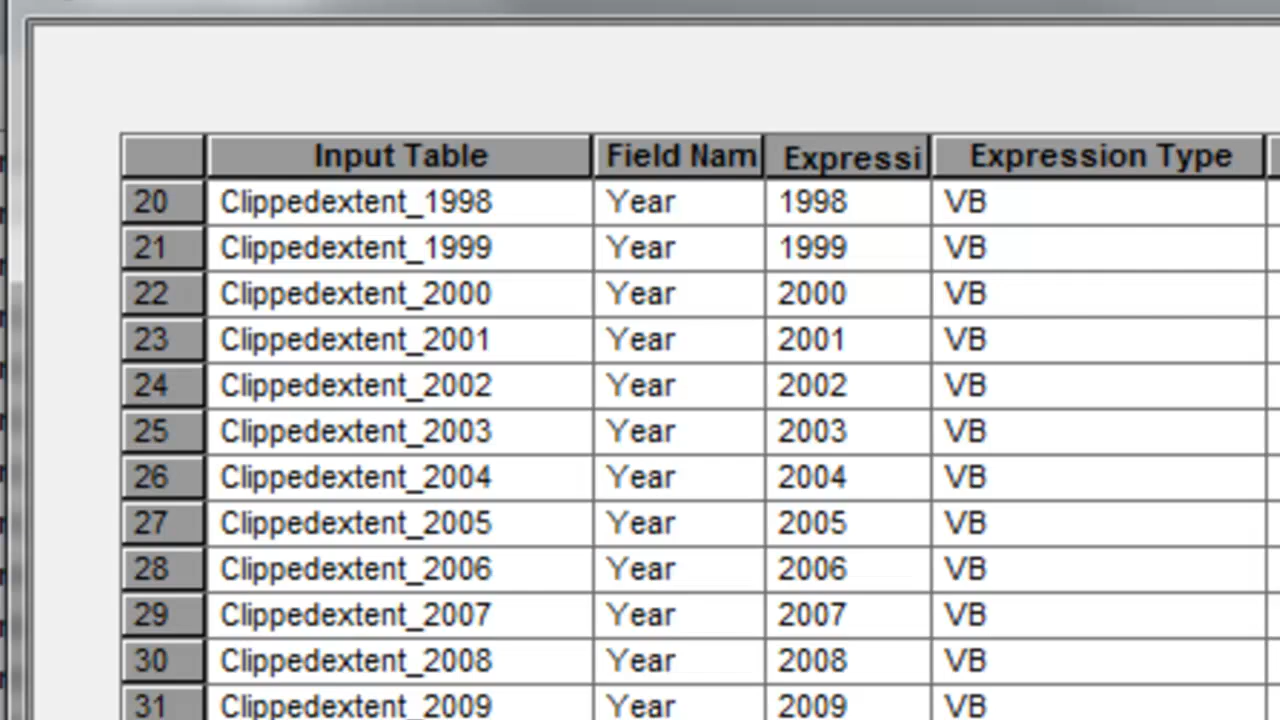 Input Table Field Nam Expressi Expression Type
20 Clippedextent_1998 Year 1998 VB
21 Clippedextent_1999 Year 1999 VB
22 Clippedextent_2000 Year 2000 VB
23 Clippedextent_2001 Year 2001 VB
24 Clippedextent_2002 Year 2002 VB
25 Clippedextent_2003 Year 2003 VB
26 Clippedextent_2004 Year 2004 VB
27 Clippedextent_2005 Year 2005 VB
28 Clippedextent_2006 Year 2006 VB
29 Clippedextent_2007 Year 2007 VB
30 Clippedextent_2008 Year 2008 VB
31 Clippedextent_2009 Year 2009 VB